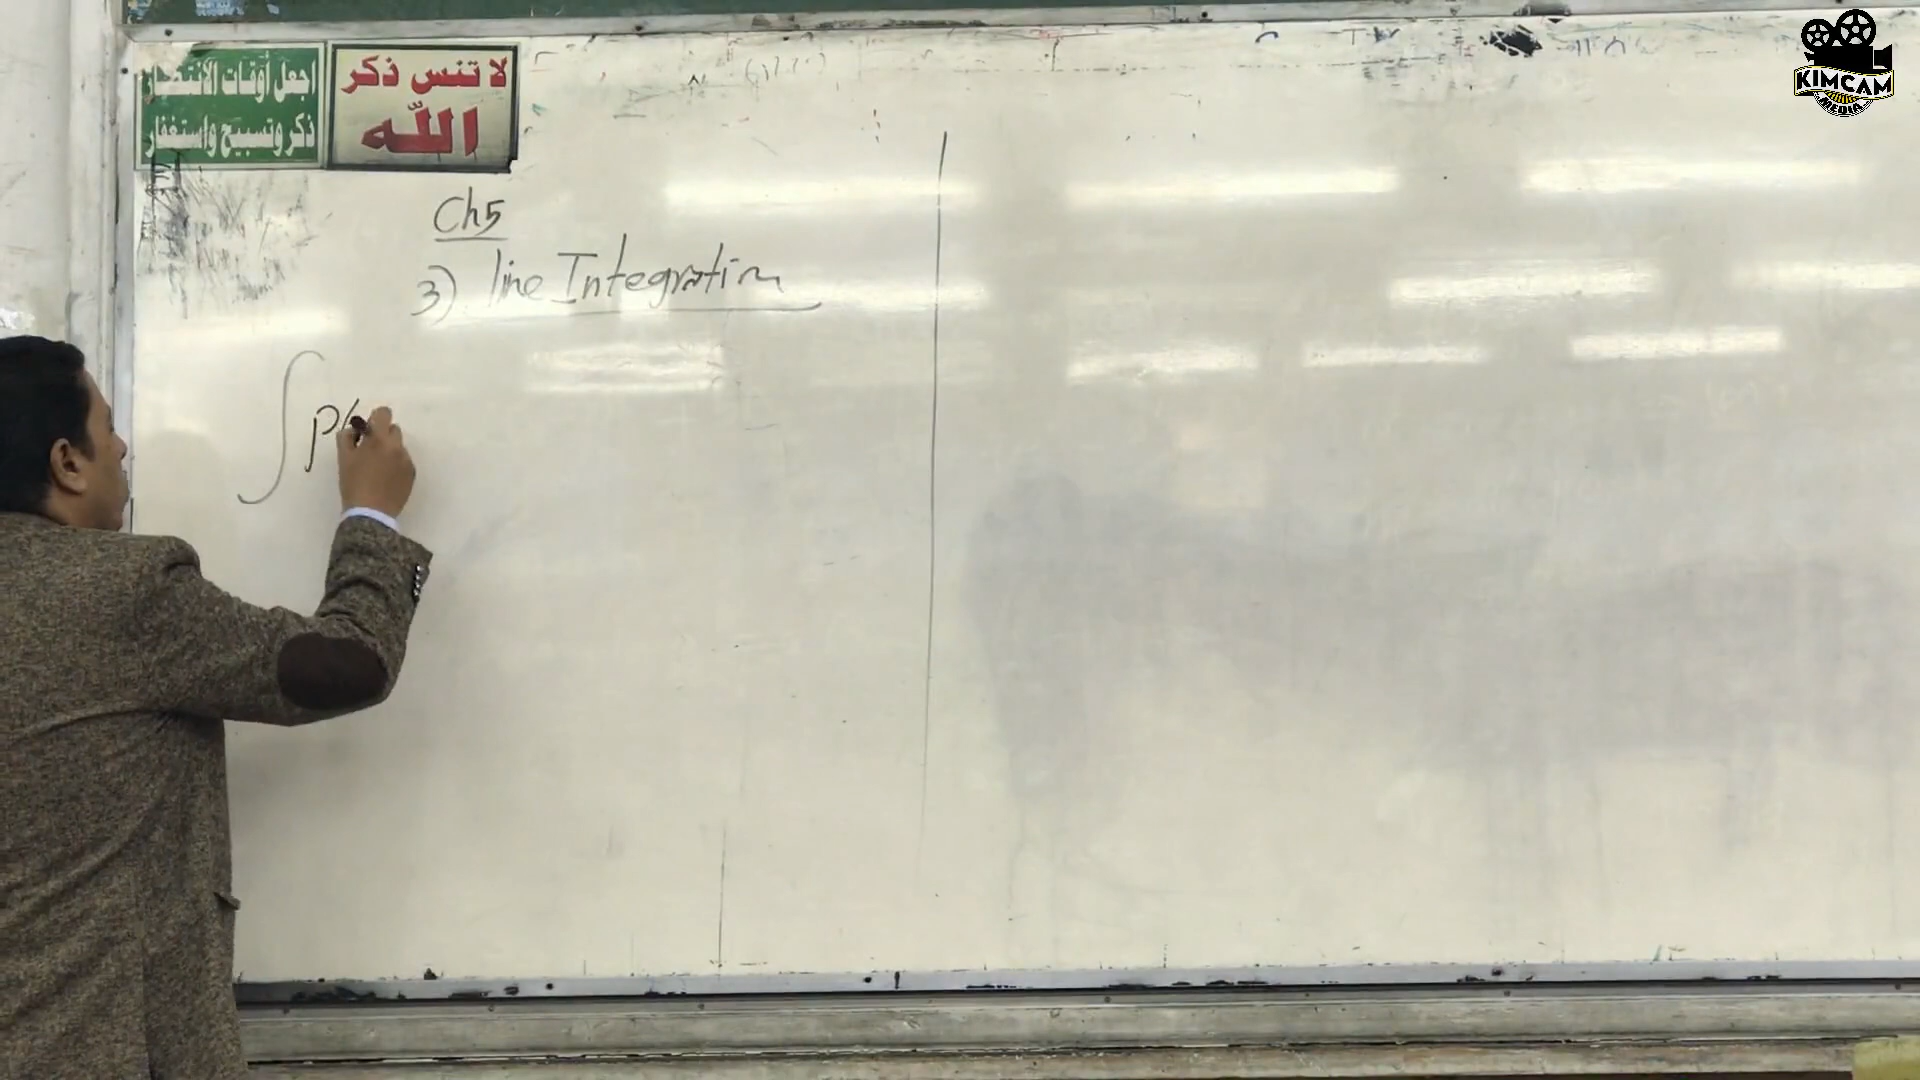 اجعل أوقات الانتظار
ذكر وتسبيح واستغفار
لا تنس ذكر
الله
KIMCAM
MEDIA
Ch5
3) line Integration
∫ P(